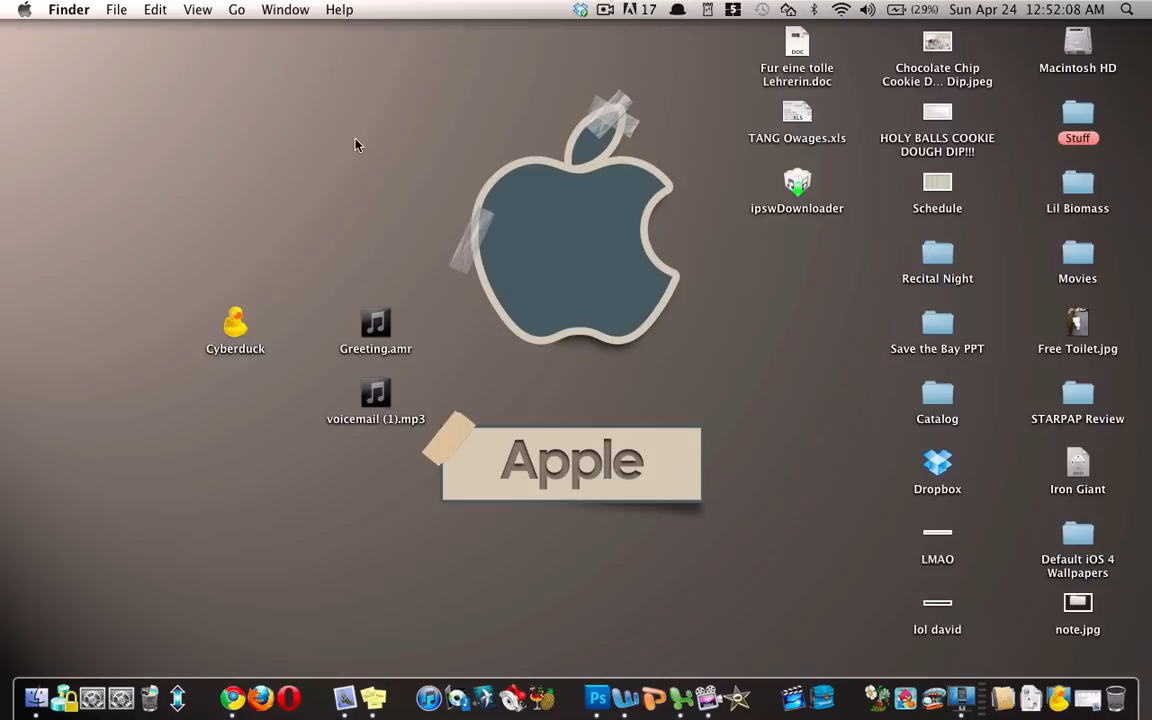 Finder File Edit View Go Window Help 17 5 (29%) Sun Apr 24 12:52:08 AM
Fur eine tolle
Lehrerin.doc
Chocolate Chip
Cookie D... Dip.jpeg
Macintosh HD
TANG Owages.xls
HOLY BALLS COOKIE
DOUGH DIP!!!
Stuff
ipswDownloader
Schedule
Lil Biomass
Recital Night
Movies
Cyberduck
Greeting.amr
Save the Bay PPT
Free Toilet.jpg
voicemail (1).mp3
Catalog
STARPAP Review
Apple
Dropbox
Iron Giant
LMAO
Default iOS 4
Wallpapers
lol david
note.jpg